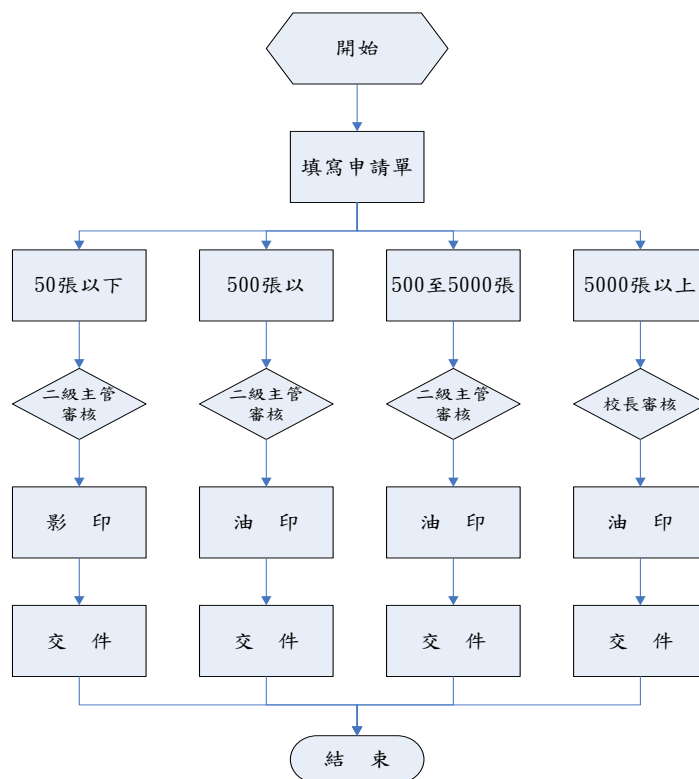 開始
填寫申請單
50張以下
500張以
500至5000張
5000張以上
二級主管
審核
二級主管
審核
二級主管
審核
校長審核
影 印
油 印
油 印
油 印
交 件
交 件
交 件
交 件
結 束